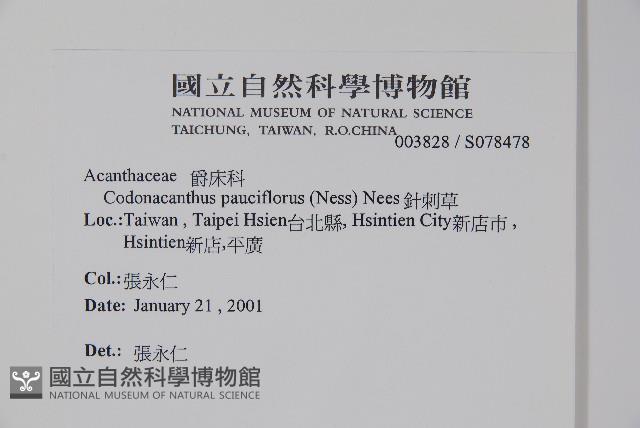 國立自然科學博物館
NATIONAL MUSEUM OF NATURAL SCIENCE
TAICHUNG, TAIWAN, R.O.CHINA
003828 / S078478
Acanthaceae 爵床科
Codonacanthus pauciflorus (Ness) Nees 針刺草
Loc.:Taiwan , Taipei Hsien台北縣, Hsintien City新店市 ,
Hsintien新店,平廣
Col.:張永仁
Date: January 21 , 2001
Det.: 張永仁
國立自然科學博物館
NATIONAL MUSEUM OF NATURAL SCIENCE